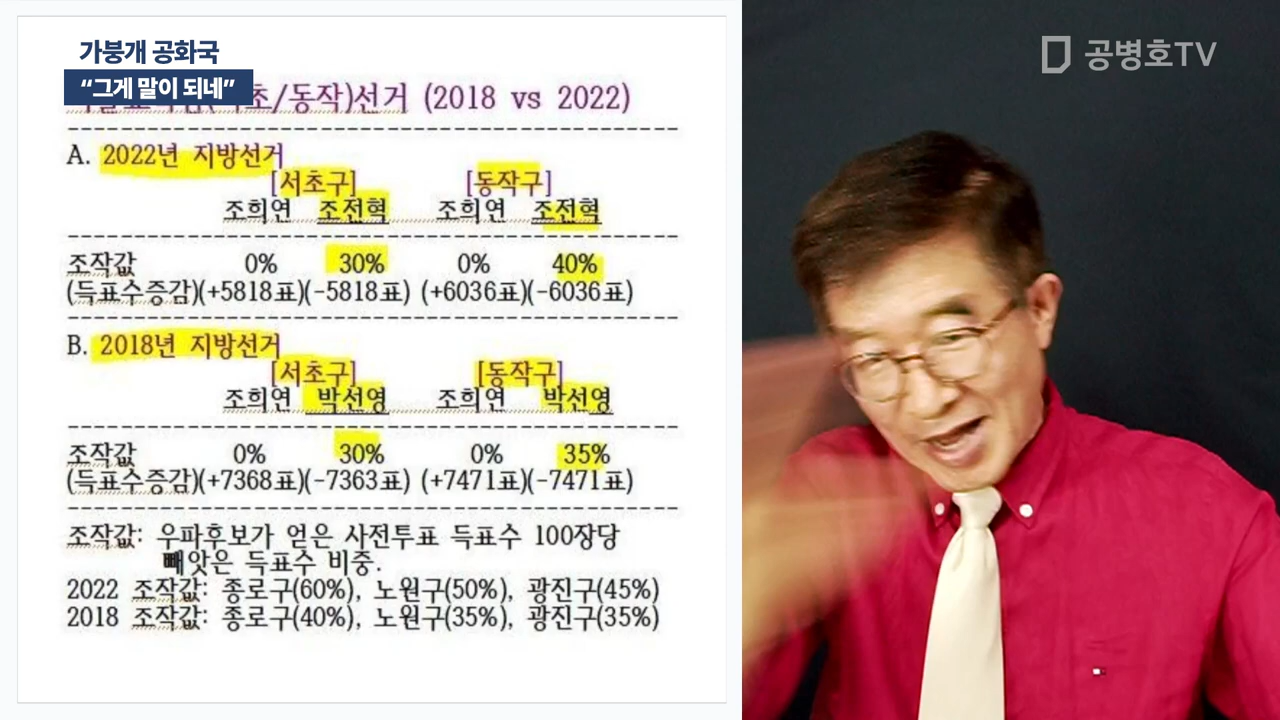 가붕개 공화국
“그게 말이 되네”
공병호TV
초/동작)선거 (2018 vs 2022)
A. 2022년 지방선거
[서초구] [동작구]
조희연 조전혁 조희연 조전혁
조작값 0% 30% 0% 40%
(득표수증감)(+5818표)(-5818표) (+6036표)(-6036표)
B. 2018년 지방선거
[서초구] [동작구]
조희연 박선영 조희연 박선영
조작값 0% 30% 0% 35%
(득표수증감)(+7368표)(-7363표) (+7471표)(-7471표)
조작값: 우파후보가 얻은 사전투표 득표수 100장당
빼앗은 득표수 비중.
2022 조작값: 종로구(60%), 노원구(50%), 광진구(45%)
2018 조작값: 종로구(40%), 노원구(35%), 광진구(35%)